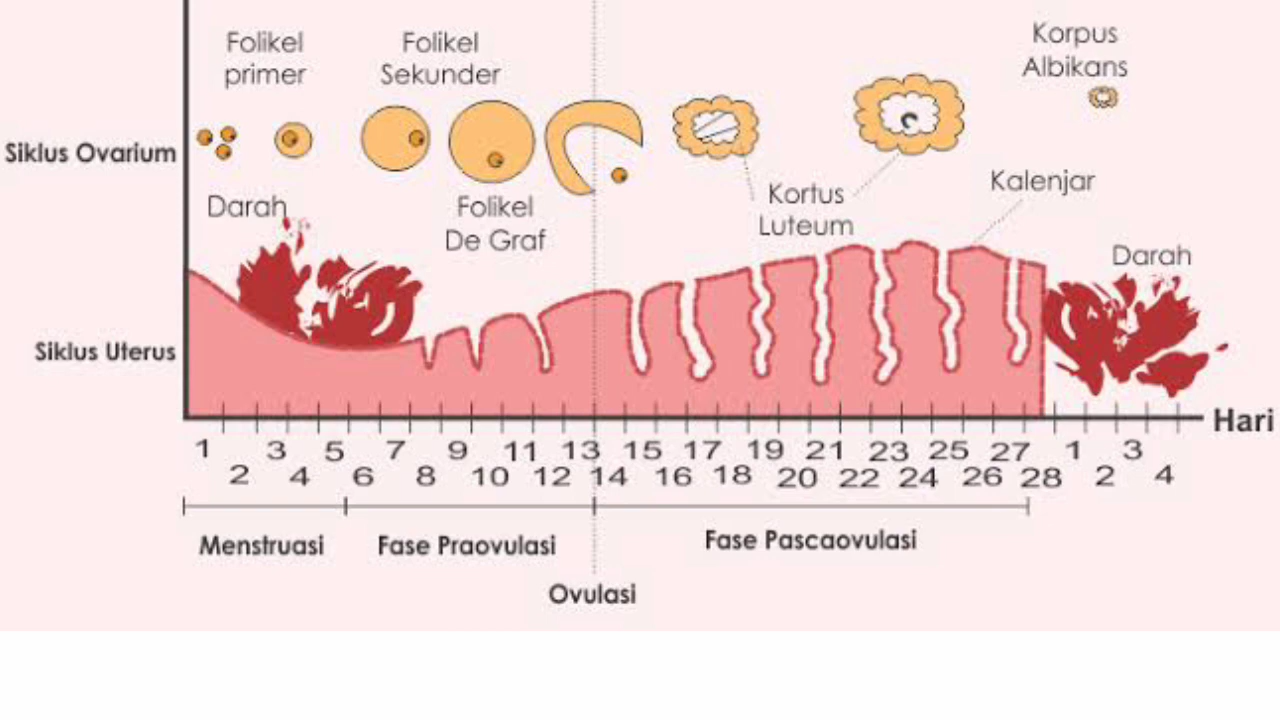 Folikel
primer
Folikel
Sekunder
Korpus
Albikans
Siklus Ovarium
Darah
Folikel
De Graf
Kortus
Luteum
Kalenjar
Darah
Siklus Uterus
Hari
1 3 5 7 9 11 13 15 17 19 21 23 25 27 1 3
2 4 6 8 10 12 14 16 18 20 22 24 26 28 2 4
Menstruasi
Fase Praovulasi
Fase Pascaovulasi
Ovulasi